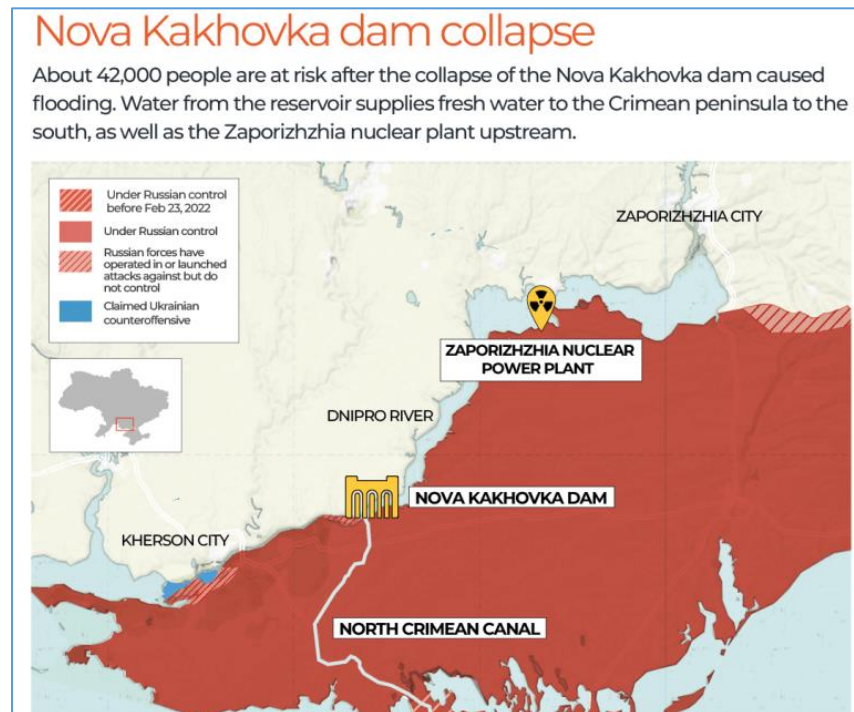 Nova Kakhovka dam collapse
About 42,000 people are at risk after the collapse of the Nova Kakhovka dam caused
flooding. Water from the reservoir supplies fresh water to the Crimean peninsula to the
south, as well as the Zaporizhzhia nuclear plant upstream.
Under Russian control
before Feb 23, 2022
Under Russian control
Russian forces have
operated in or launched
attacks against but do
not control
Claimed Ukrainian
counteroffensive
ZAPORIZHZHIA CITY
ZAPORIZHZHIA NUCLEAR
POWER PLANT
DNIPRO RIVER
NOVA KAKHOVKA DAM
KHERSON CITY
NORTH CRIMEAN CANAL